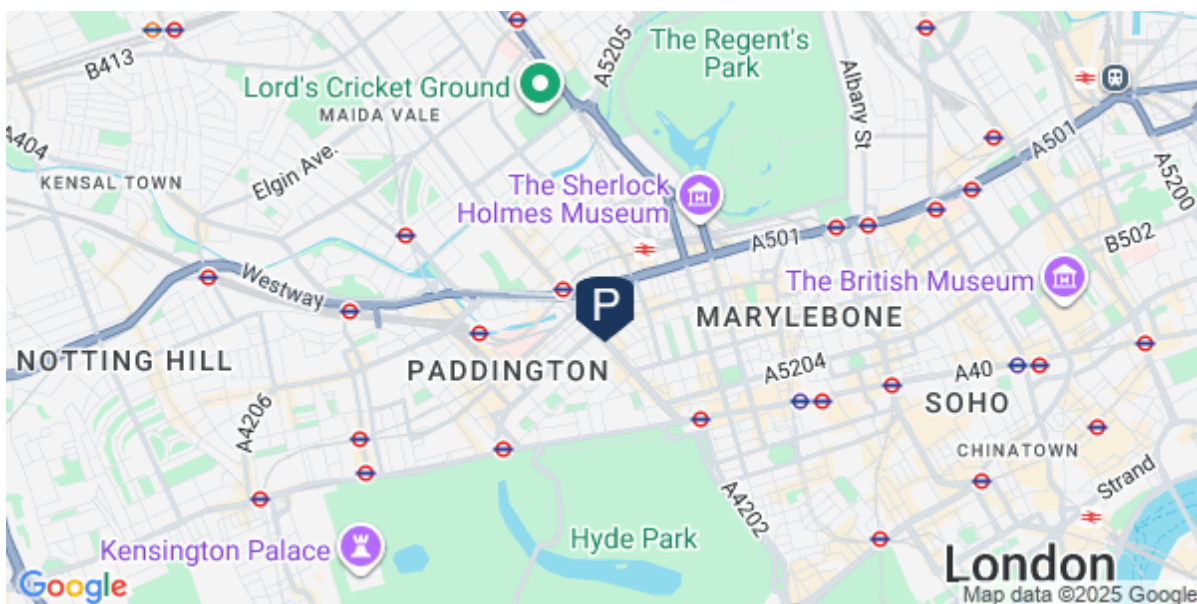 The Regent's
Park
A5205
B413
Lord's Cricket Ground
MAIDA VALE
Albany St
A404
Elgin Ave.
A501
A5200
KENSAL TOWN
The Sherlock
Holmes Museum
A501
B502
Westway
The British Museum
P
MARYLEBONE
NOTTING HILL
PADDINGTON
A5204
A40
SOHO
A4206
CHINATOWN
Strand
A4202
Kensington Palace
Hyde Park
London
Google
Map data ©2025 Google